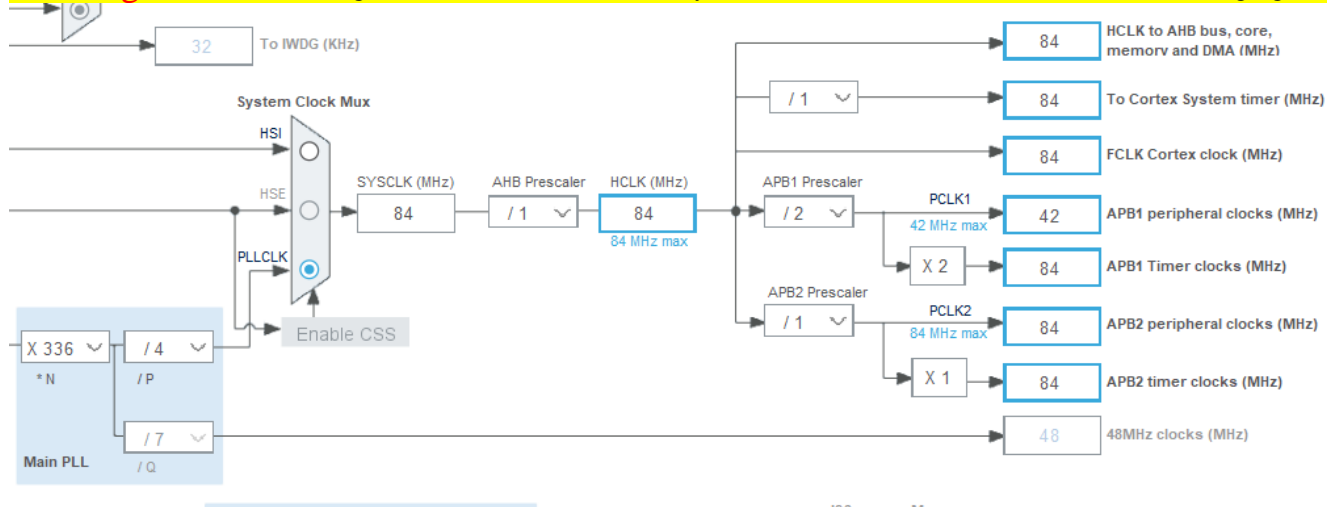 32 To IWDG (KHz)
84 HCLK to AHB bus, core,
memory and DMA (MHz)
/ 1 84 To Cortex System timer (MHz)
System Clock Mux
HSI
84 FCLK Cortex clock (MHz)
HSE SYSCLK (MHz) AHB Prescaler HCLK (MHz) APB1 Prescaler
84 / 1 84 / 2 PCLK1 42 APB1 peripheral clocks (MHz)
84 MHz max 42 MHz max
PLLCLK
X 2 84 APB1 Timer clocks (MHz)
APB2 Prescaler
/ 1 PCLK2 84 APB2 peripheral clocks (MHz)
84 MHz max
Enable CSS
X 336 / 4
* N / P
X 1 84 APB2 timer clocks (MHz)
/ 7 48 48MHz clocks (MHz)
Main PLL / Q